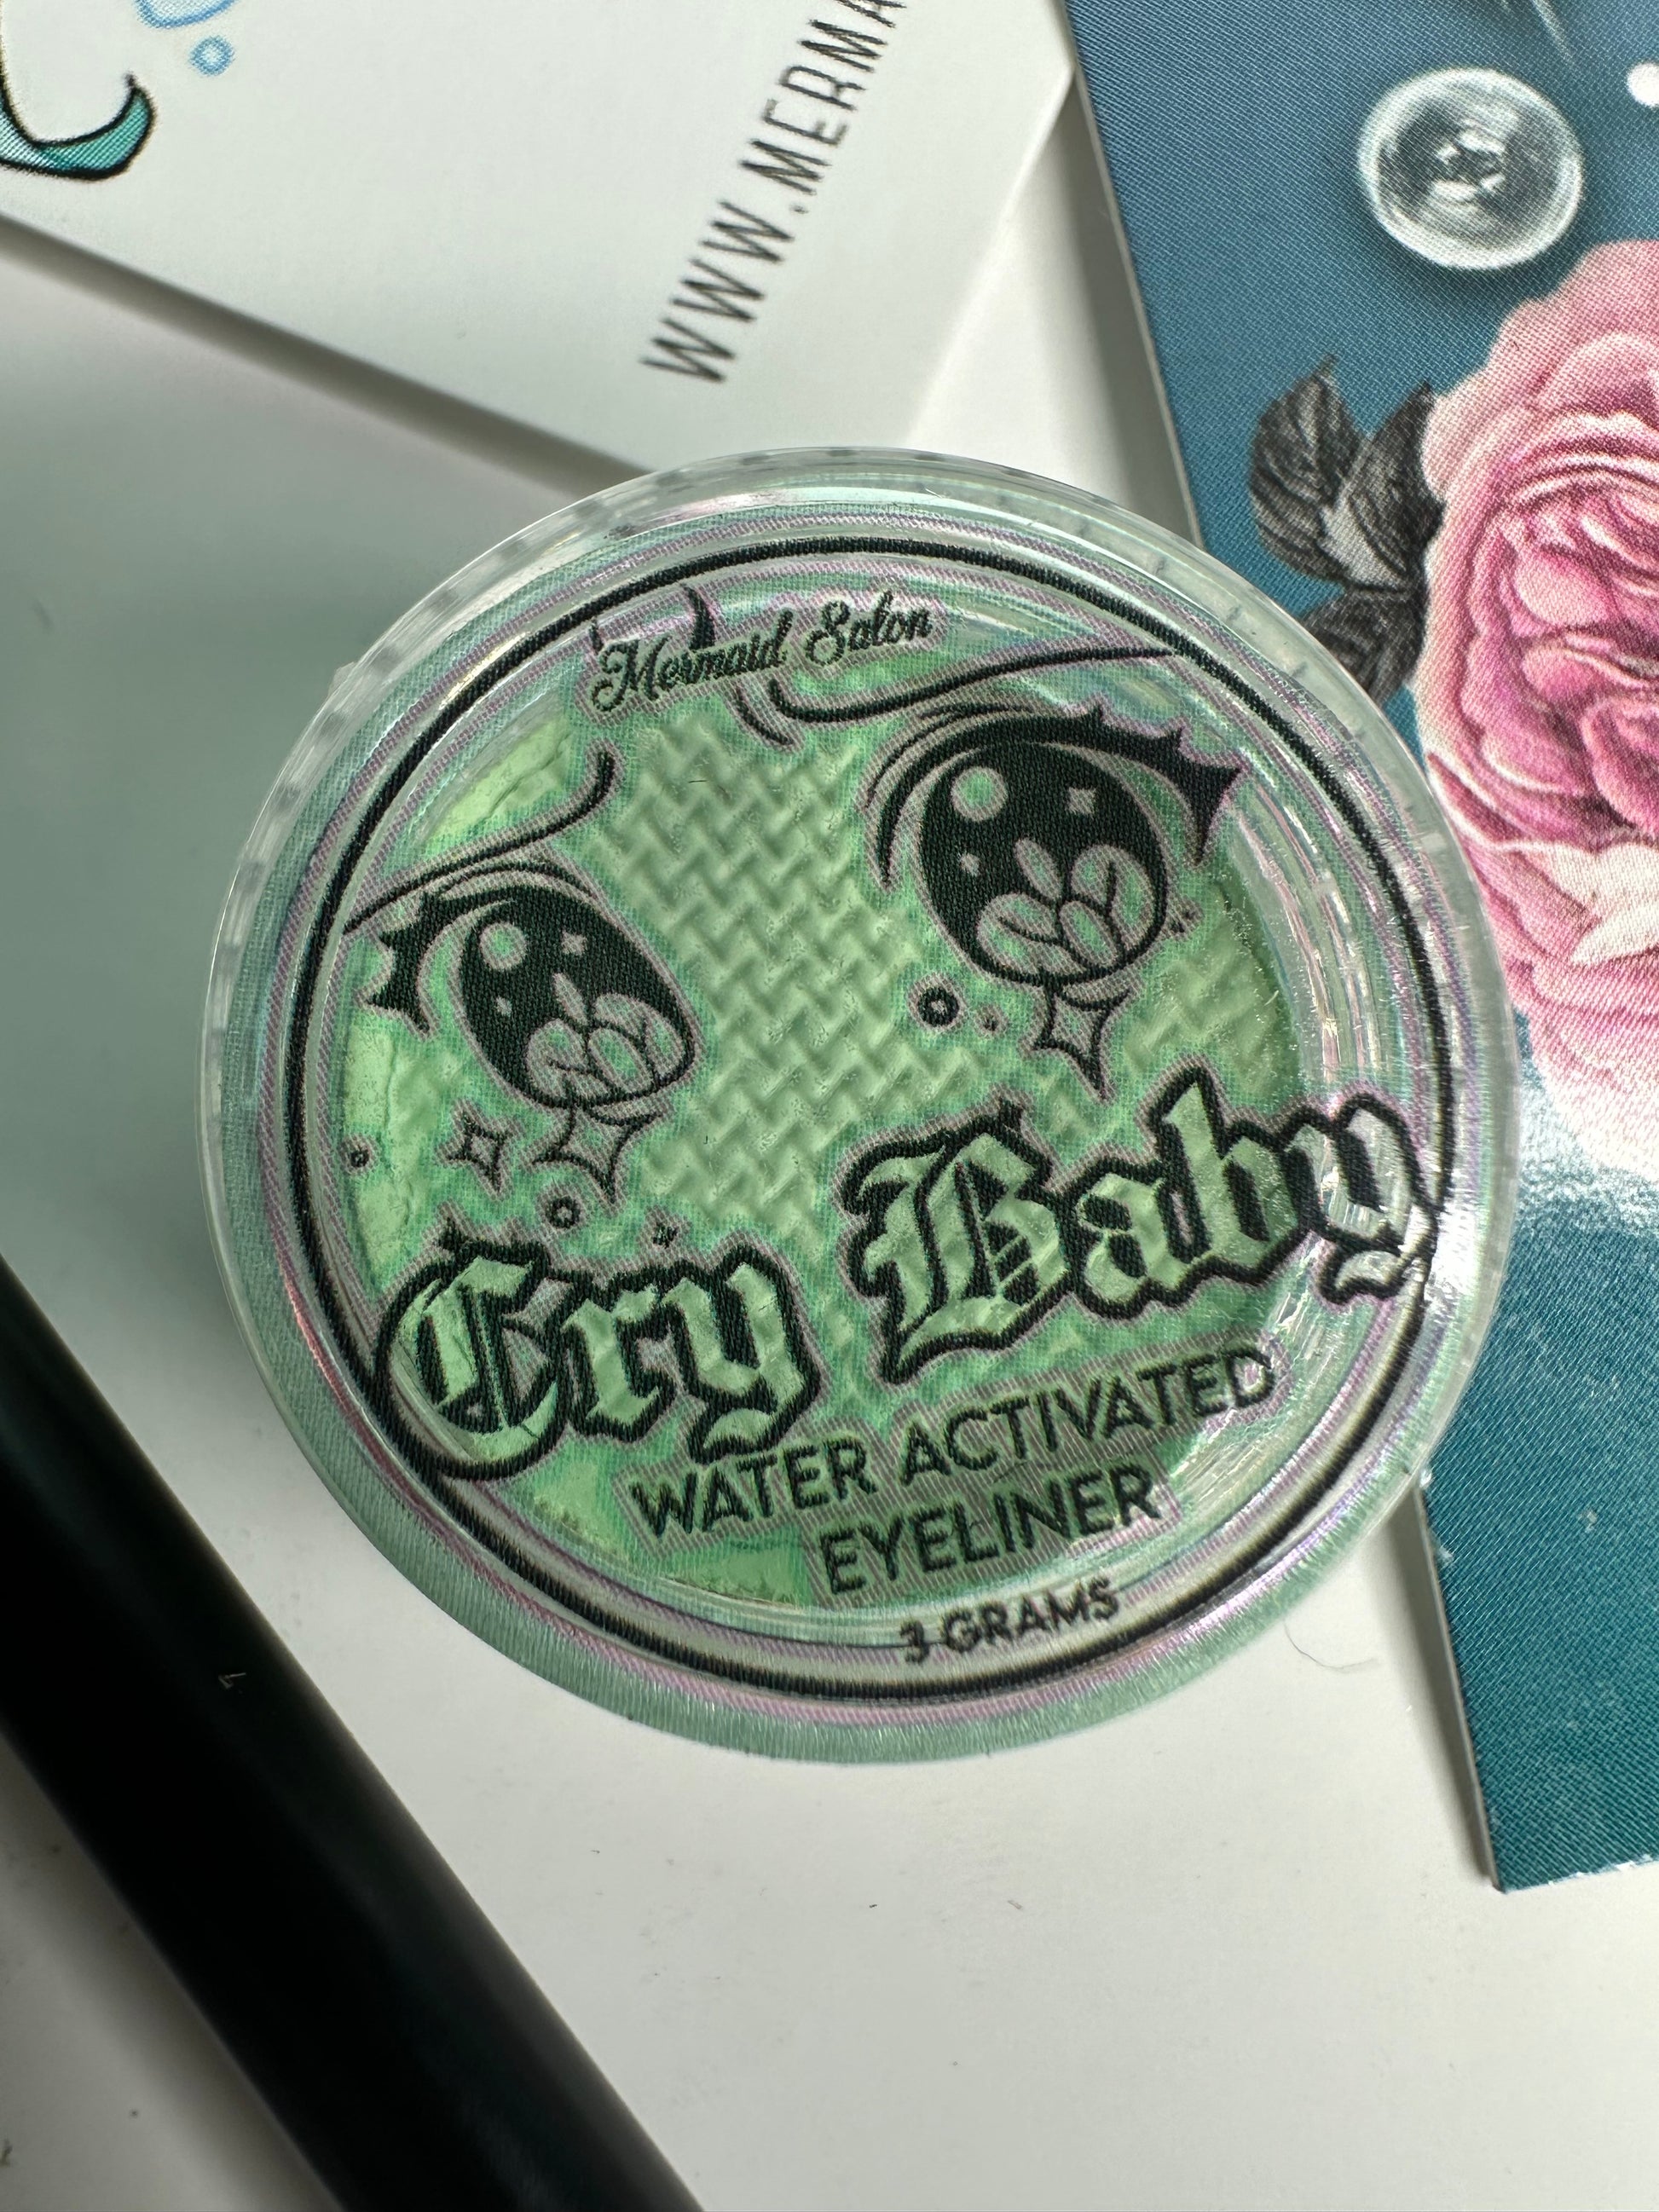 WWW.MERMA
Mermaid Salon
Cry Baby
WATER ACTIVATED
EYELINER
3 GRAMS